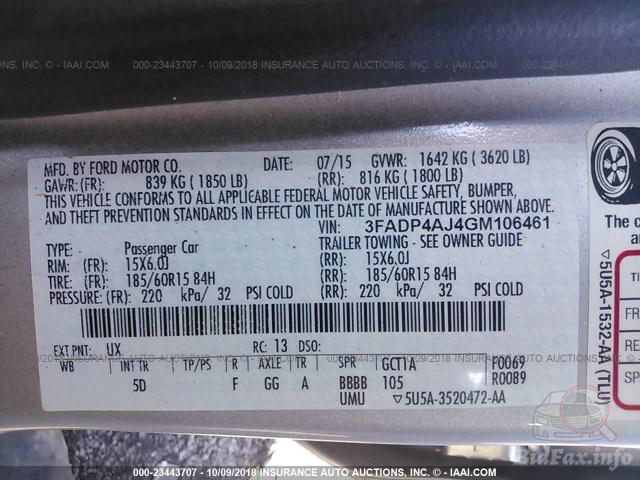 000-23443707 - 10/09/2018 INSURANCE AUTO AUCTIONS, INC. © - IAAI.COM
MFD. BY FORD MOTOR CO. DATE: 07/15 GVWR: 1642 KG ( 3620 LB)
GAWR: (FR): 839 KG ( 1850 LB) (RR): 816 KG ( 1800 LB)
THIS VEHICLE CONFORMS TO ALL APPLICABLE FEDERAL MOTOR VEHICLE SAFETY, BUMPER,
AND THEFT PREVENTION STANDARDS IN EFFECT ON THE DATE OF MANUFACTURE SHOWN ABOVE.
VIN: 3FADP4AJ4GM106461
TYPE: Passenger Car TRAILER TOWING - SEE OWNER GUIDE
RIM: (FR): 15X6.0J (RR): 15X6.0J
TIRE: (FR): 185/60R15 84H (RR): 185/60R15 84H
PRESSURE: (FR): 220 kPa/ 32 PSI COLD (RR): 220 kPa/ 32 PSI COLD
EXT PNT: UX RC: 13 DSO:
WB INT TR TP/PS R AXLE TR SPR GCT1A F0069
5D F GG A BBBB 105 R0089
UMU ▽5U5A-3520472-AA
The c
an
▽5U5A-1532-AA (TLU)
TI
FR
RE
SP
BidFax.info
000-23443707 - 10/09/2018 INSURANCE AUTO AUCTIONS, INC. © - IAAI.COM